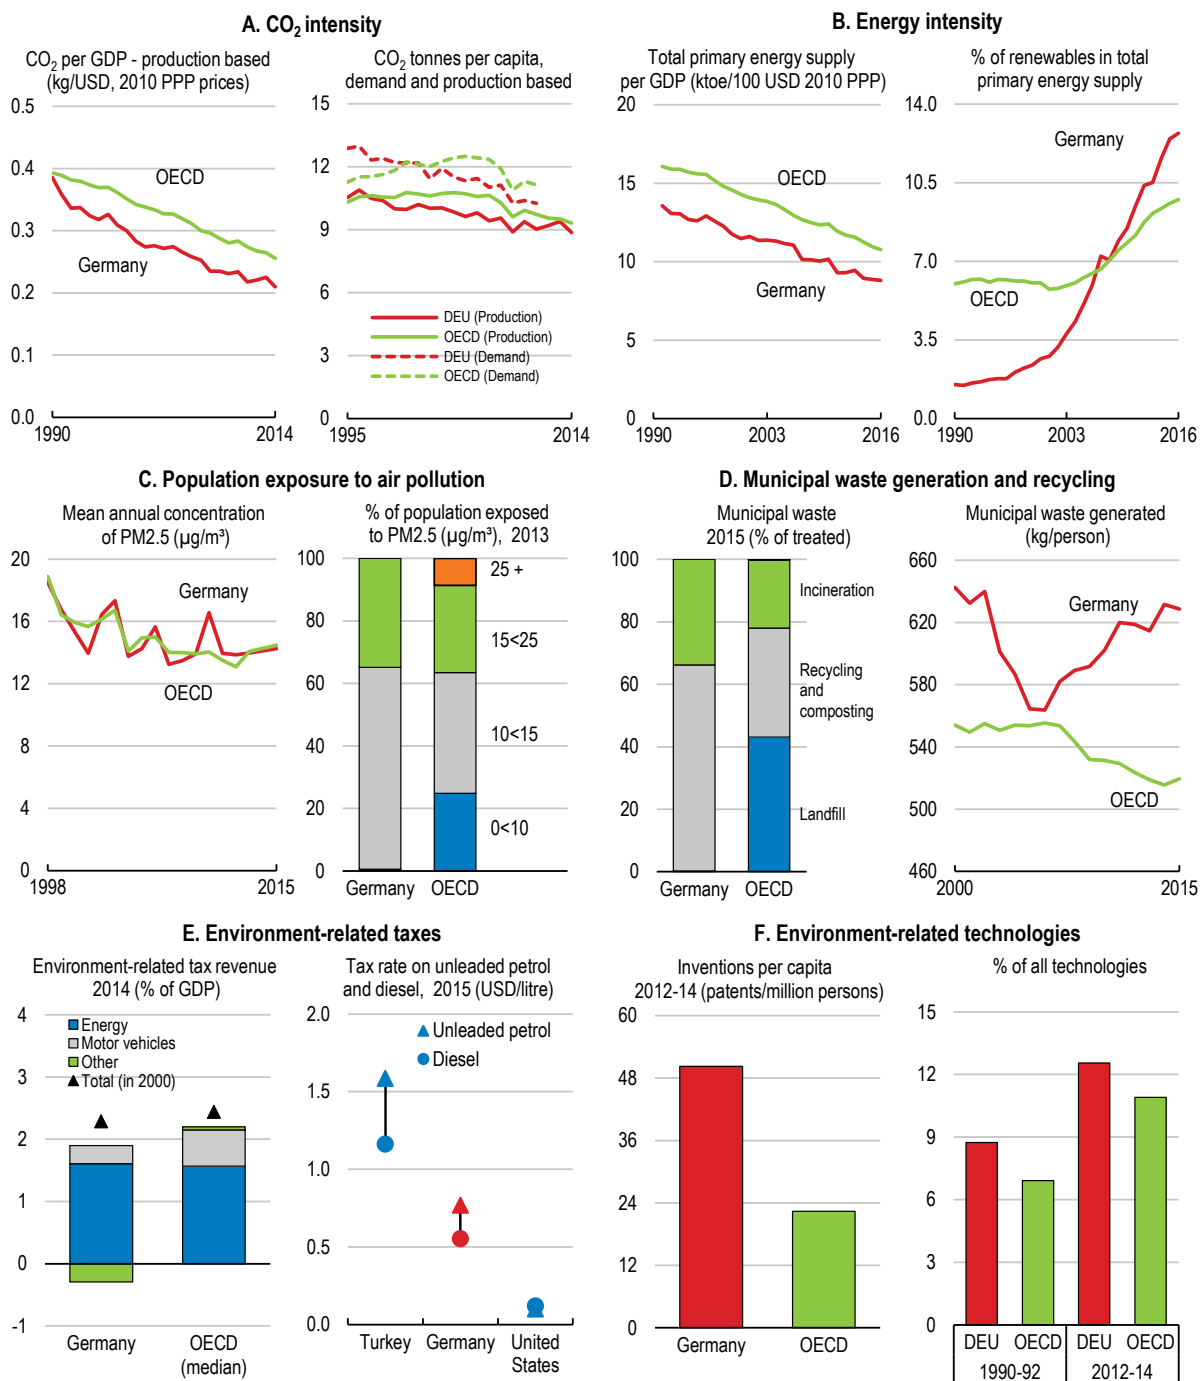 A. CO₂ intensity
CO₂ per GDP - production based
(kg/USD, 2010 PPP prices)
0.5
0.4
0.3
0.2
0.1
0.0
OECD
Germany
1990
2014
CO₂ tonnes per capita,
demand and production based
15
12
9
6
3
0
DEU (Production)
OECD (Production)
DEU (Demand)
OECD (Demand)
1995
2014
B. Energy intensity
Total primary energy supply
per GDP (ktoe/100 USD 2010 PPP)
20
15
10
5
0
OECD
Germany
1990
2003
2016
% of renewables in total
primary energy supply
14.0
10.5
7.0
3.5
0.0
Germany
OECD
1990
2003
2016
C. Population exposure to air pollution
Mean annual concentration
of PM2.5 (µg/m³)
20
16
12
8
4
0
Germany
OECD
1998
2015
% of population exposed
to PM2.5 (µg/m³), 2013
100
80
60
40
20
0
25 +
15<25
10<15
0<10
Germany
OECD
D. Municipal waste generation and recycling
Municipal waste
2015 (% of treated)
100
80
60
40
20
0
Incineration
Recycling
and
composting
Landfill
Germany
OECD
Municipal waste generated
(kg/person)
660
620
580
540
500
460
Germany
OECD
2000
2015
E. Environment-related taxes
Environment-related tax revenue
2014 (% of GDP)
4
3
2
1
0
-1
Energy
Motor vehicles
Other
Total (in 2000)
Germany
OECD
(median)
Tax rate on unleaded petrol
and diesel, 2015 (USD/litre)
2.0
1.5
1.0
0.5
0.0
Unleaded petrol
Diesel
Turkey
Germany
United
States
F. Environment-related technologies
Inventions per capita
2012-14 (patents/million persons)
60
48
36
24
12
0
Germany
OECD
% of all technologies
15
12
9
6
3
0
DEU
OECD
DEU
OECD
1990-92
2012-14